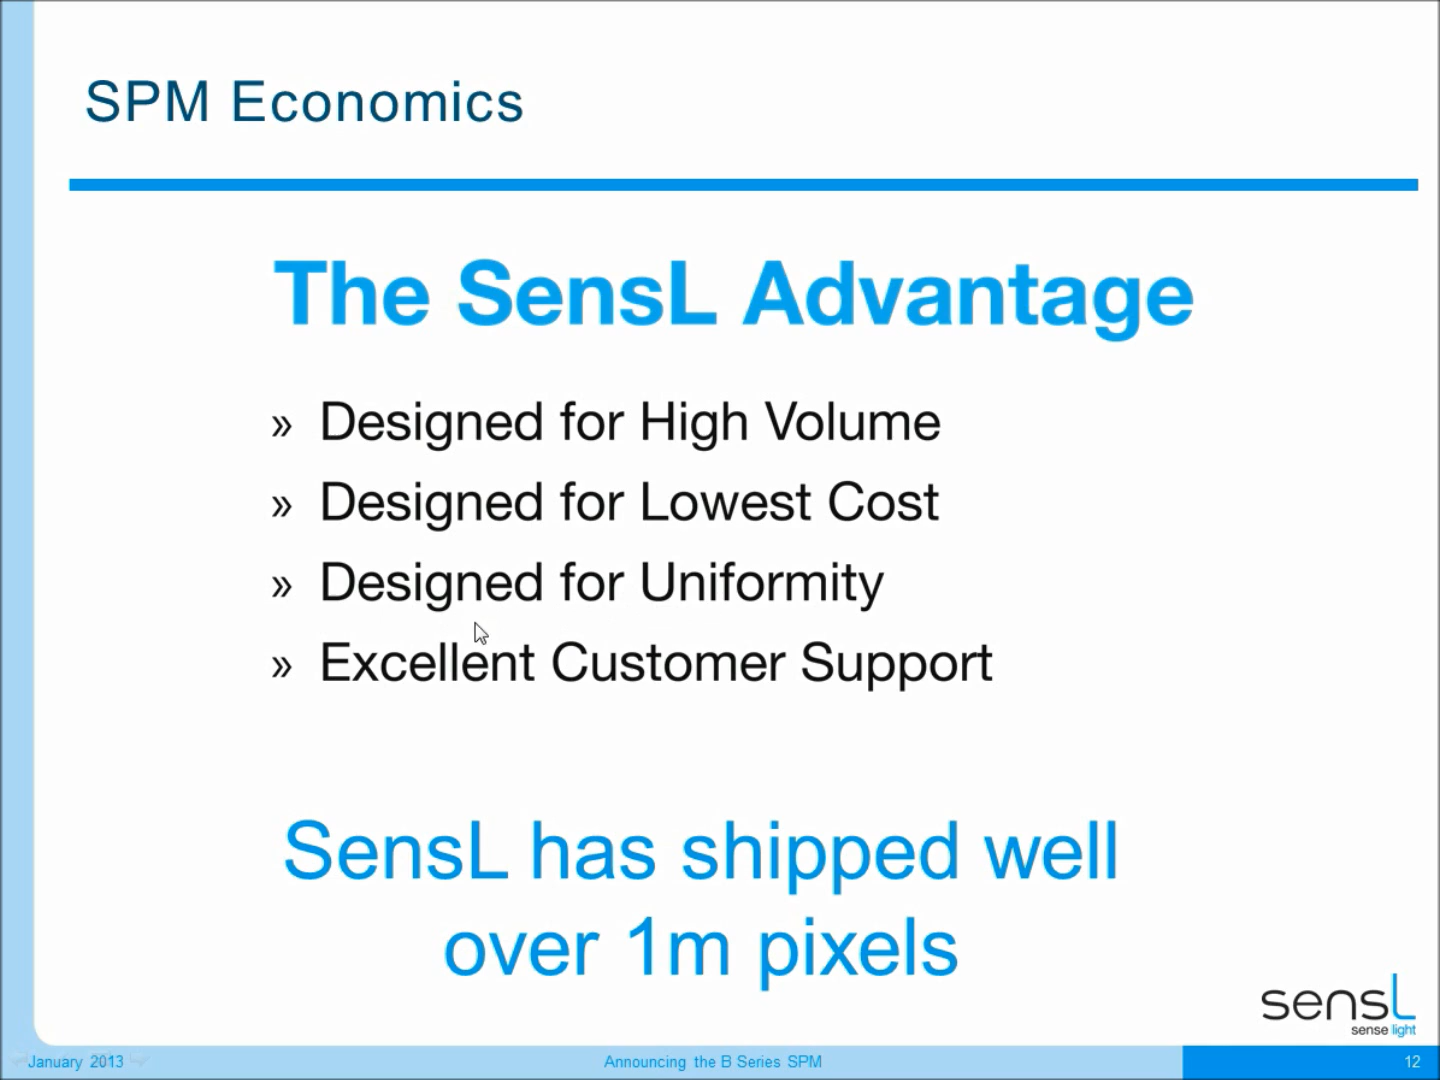 SPM Economics
The SensL Advantage
» Designed for High Volume
» Designed for Lowest Cost
» Designed for Uniformity
» Excellent Customer Support
SensL has shipped well
over 1m pixels
sensL
sense light
January 2013
Announcing the B Series SPM
12